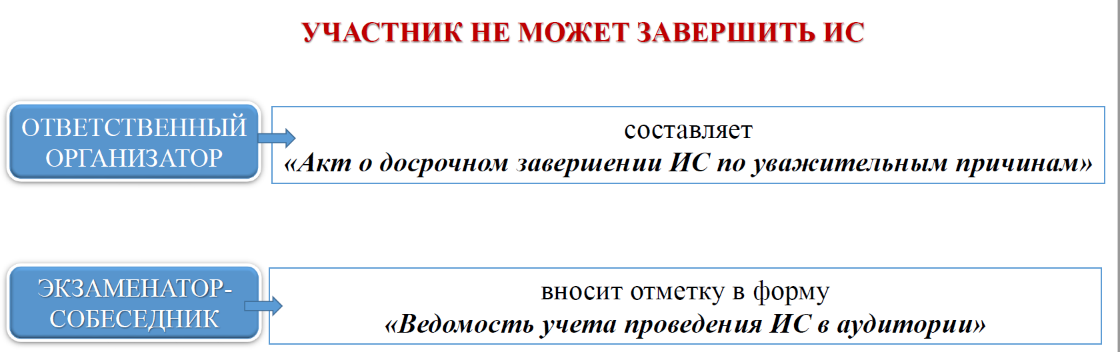 УЧАСТНИК НЕ МОЖЕТ ЗАВЕРШИТЬ ИС
ОТВЕТСТВЕННЫЙ
ОРГАНИЗАТОР
составляет
«Акт о досрочном завершении ИС по уважительным причинам»
ЭКЗАМЕНАТОР-
СОБЕСЕДНИК
вносит отметку в форму
«Ведомость учета проведения ИС в аудитории»